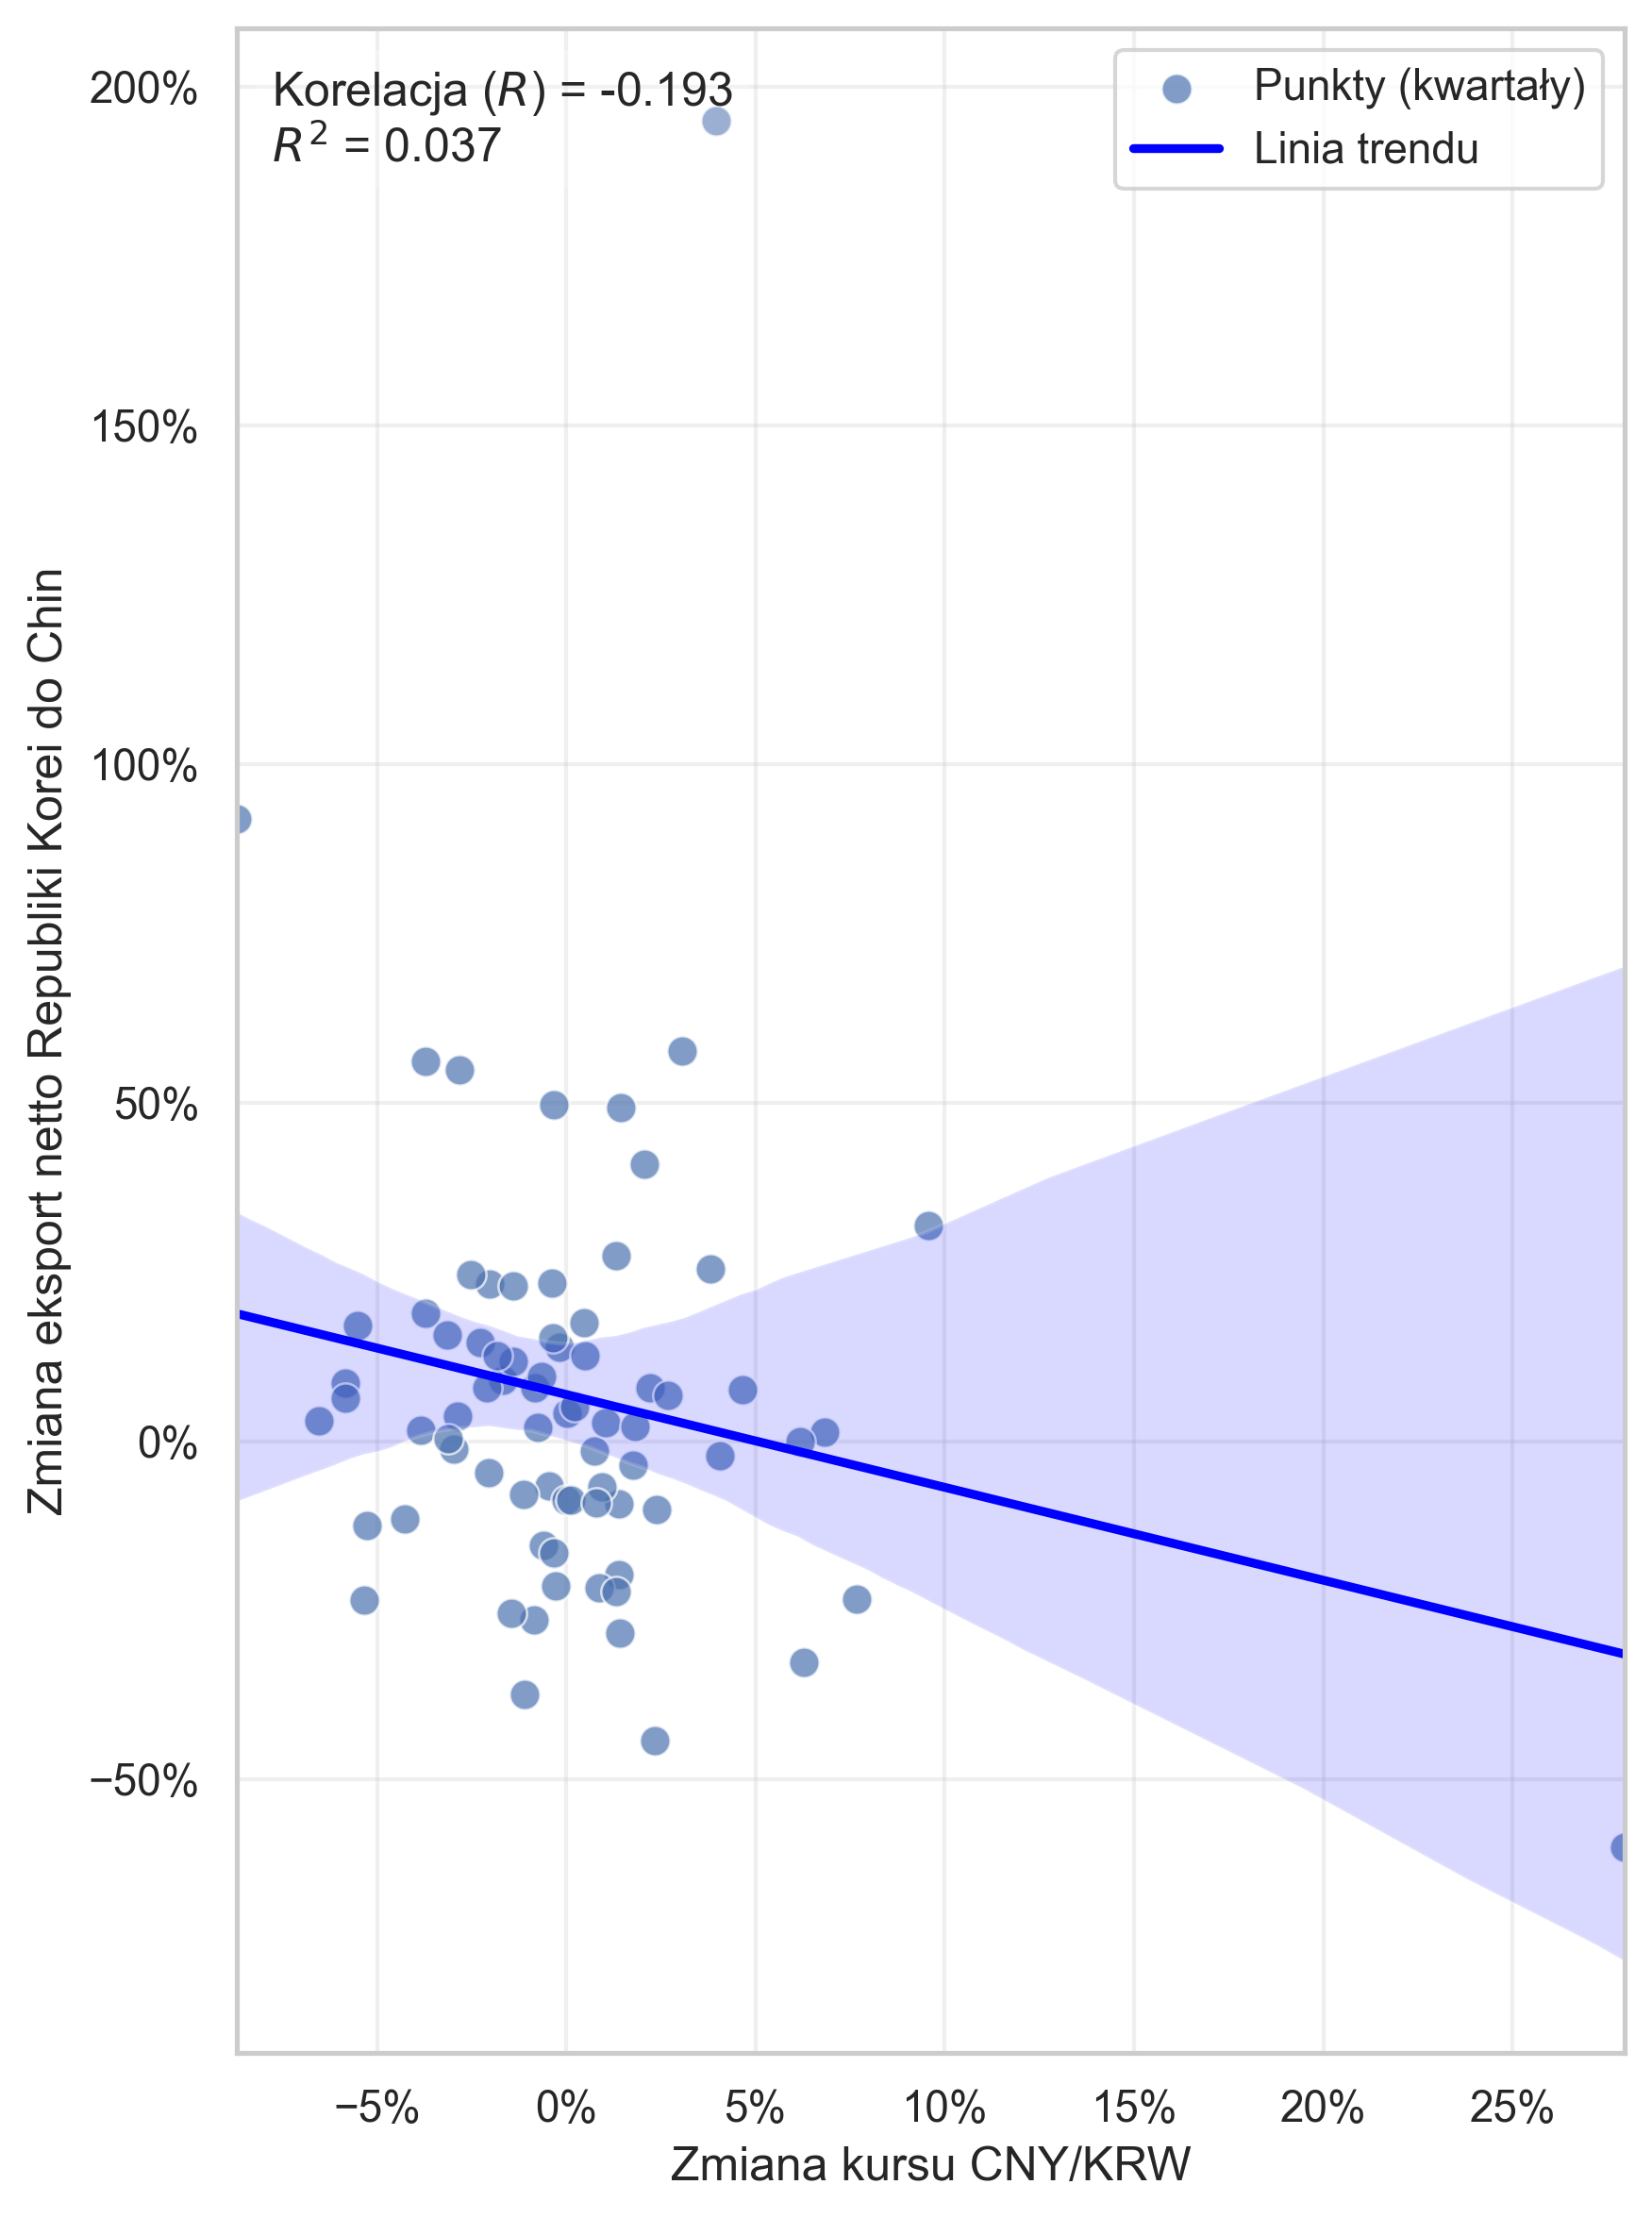 Korelacja (R) = -0.193
R² = 0.037
Punkty (kwartały)
Linia trendu
200%
150%
100%
50%
0%
−50%
Zmiana eksport netto Republiki Korei do Chin
−5%
0%
5%
10%
15%
20%
25%
Zmiana kursu CNY/KRW